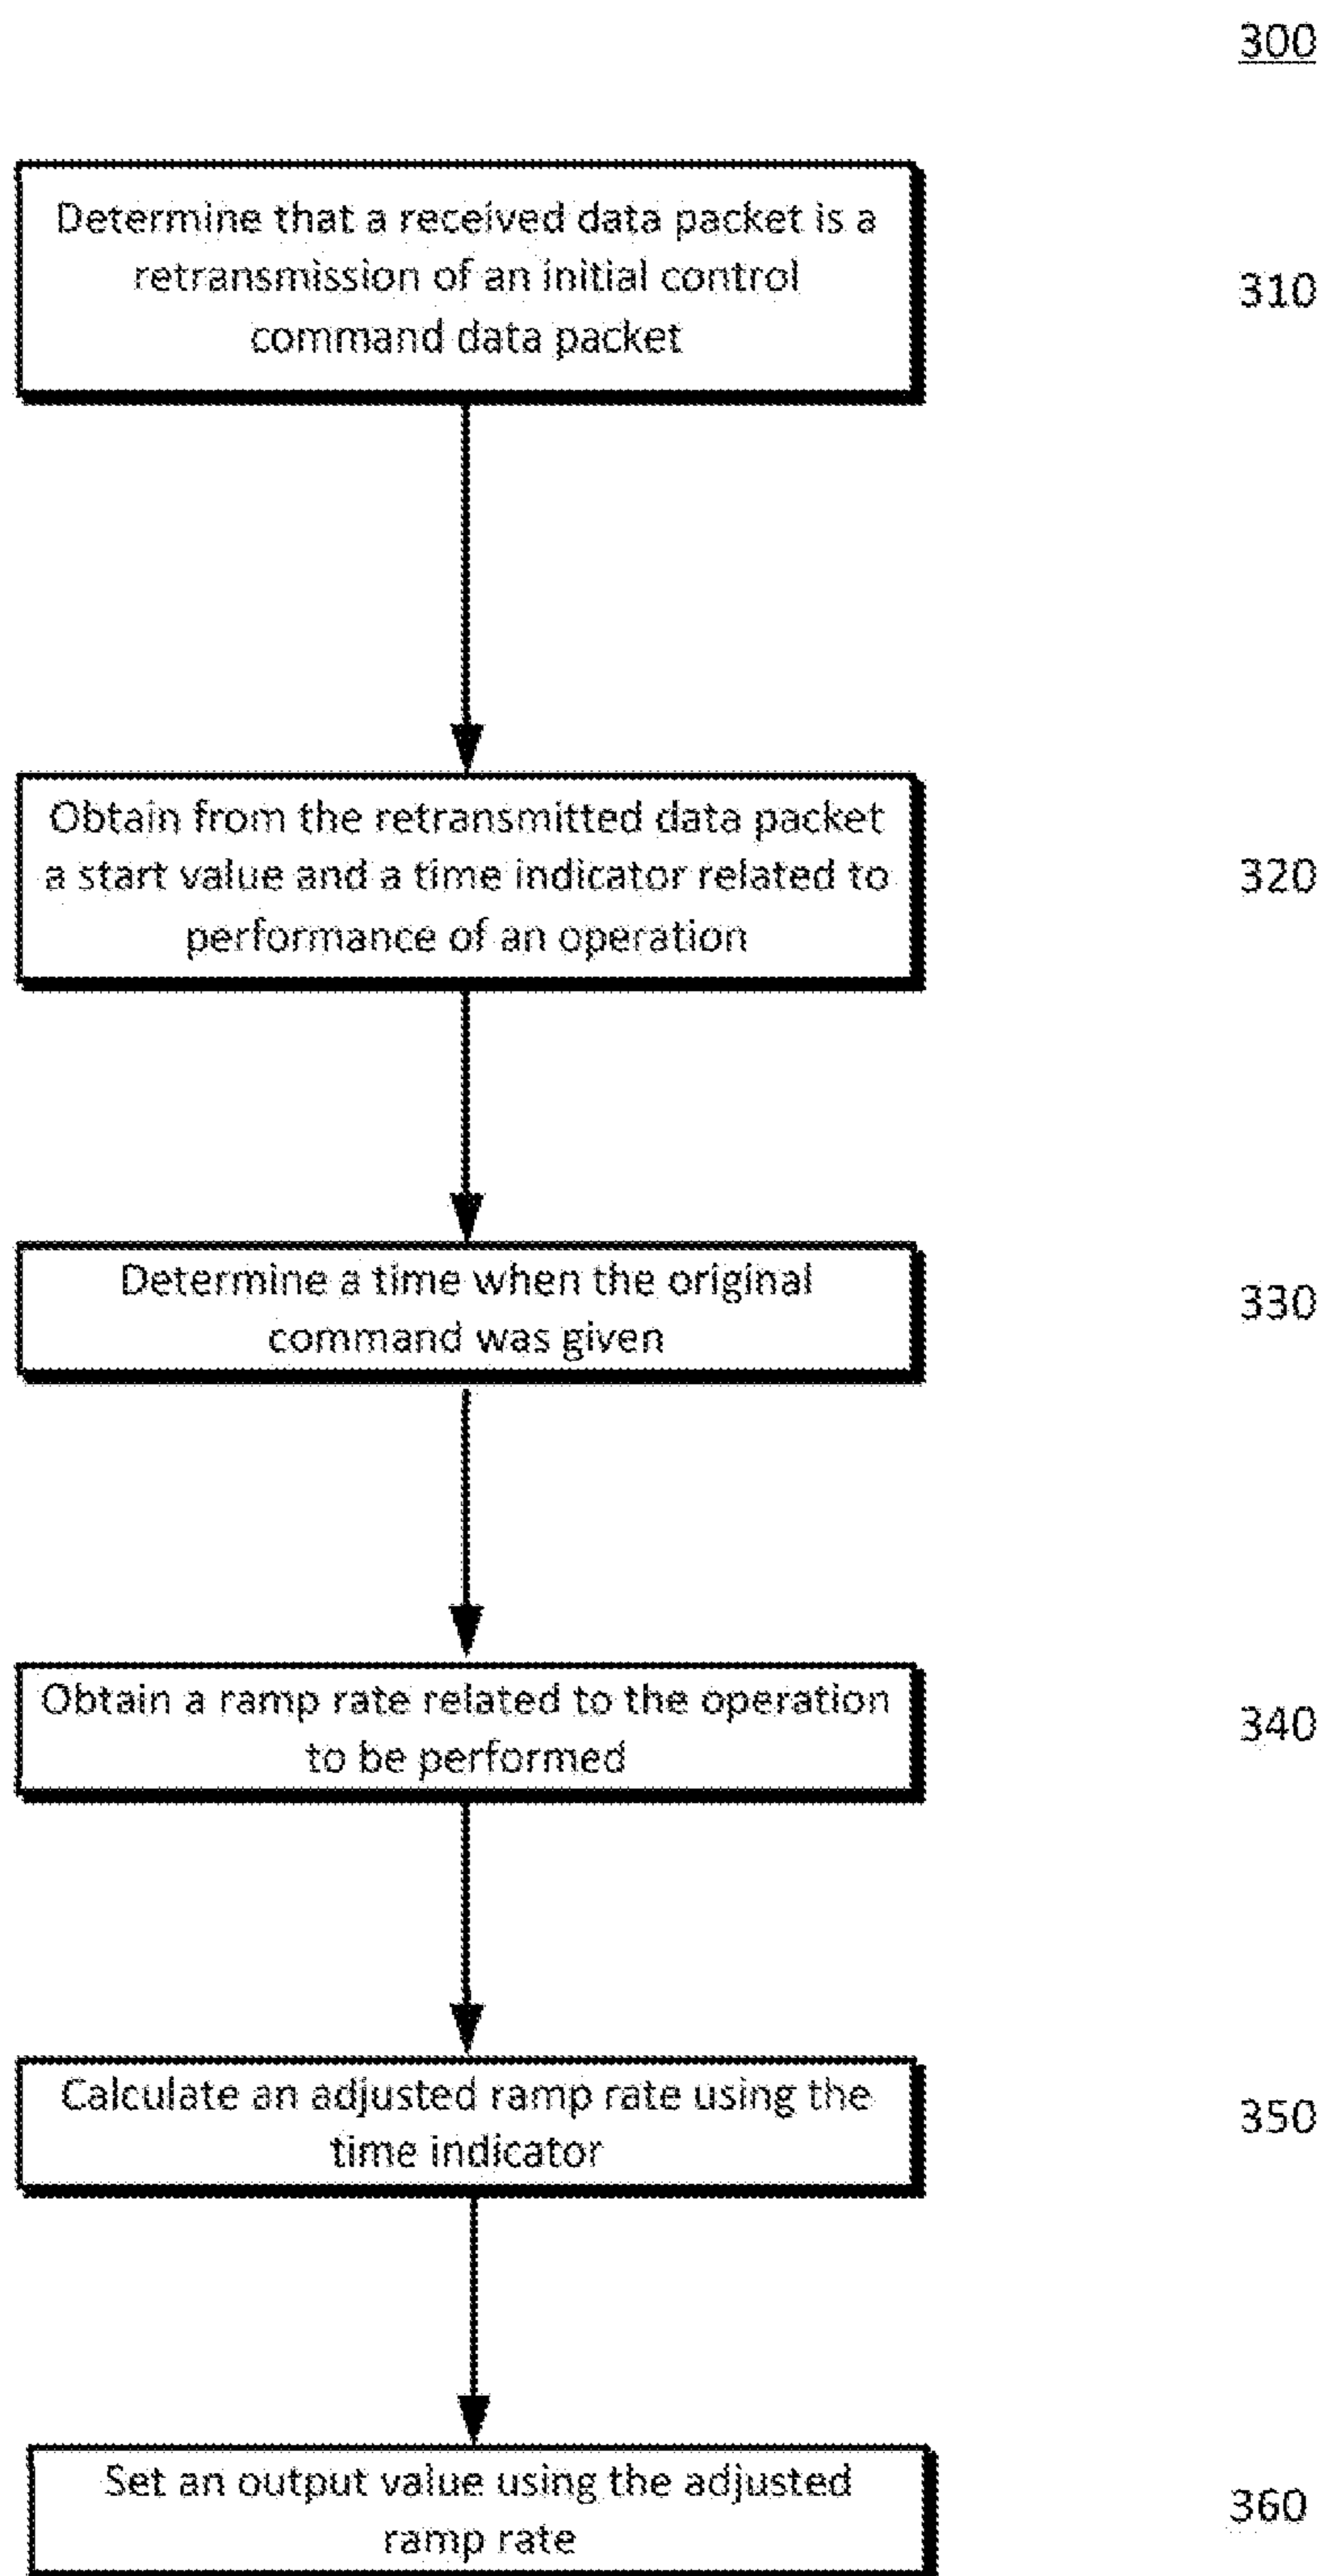 300
Determine that a received data packet is a
retransmission of an initial control
command data packet
310
Obtain from the retransmitted data packet
a start value and a time indicator related to
performance of an operation
320
Determine a time when the original
command was given
330
Obtain a ramp rate related to the operation
to be performed
340
Calculate an adjusted ramp rate using the
time indicator
350
Set an output value using the adjusted
ramp rate
360